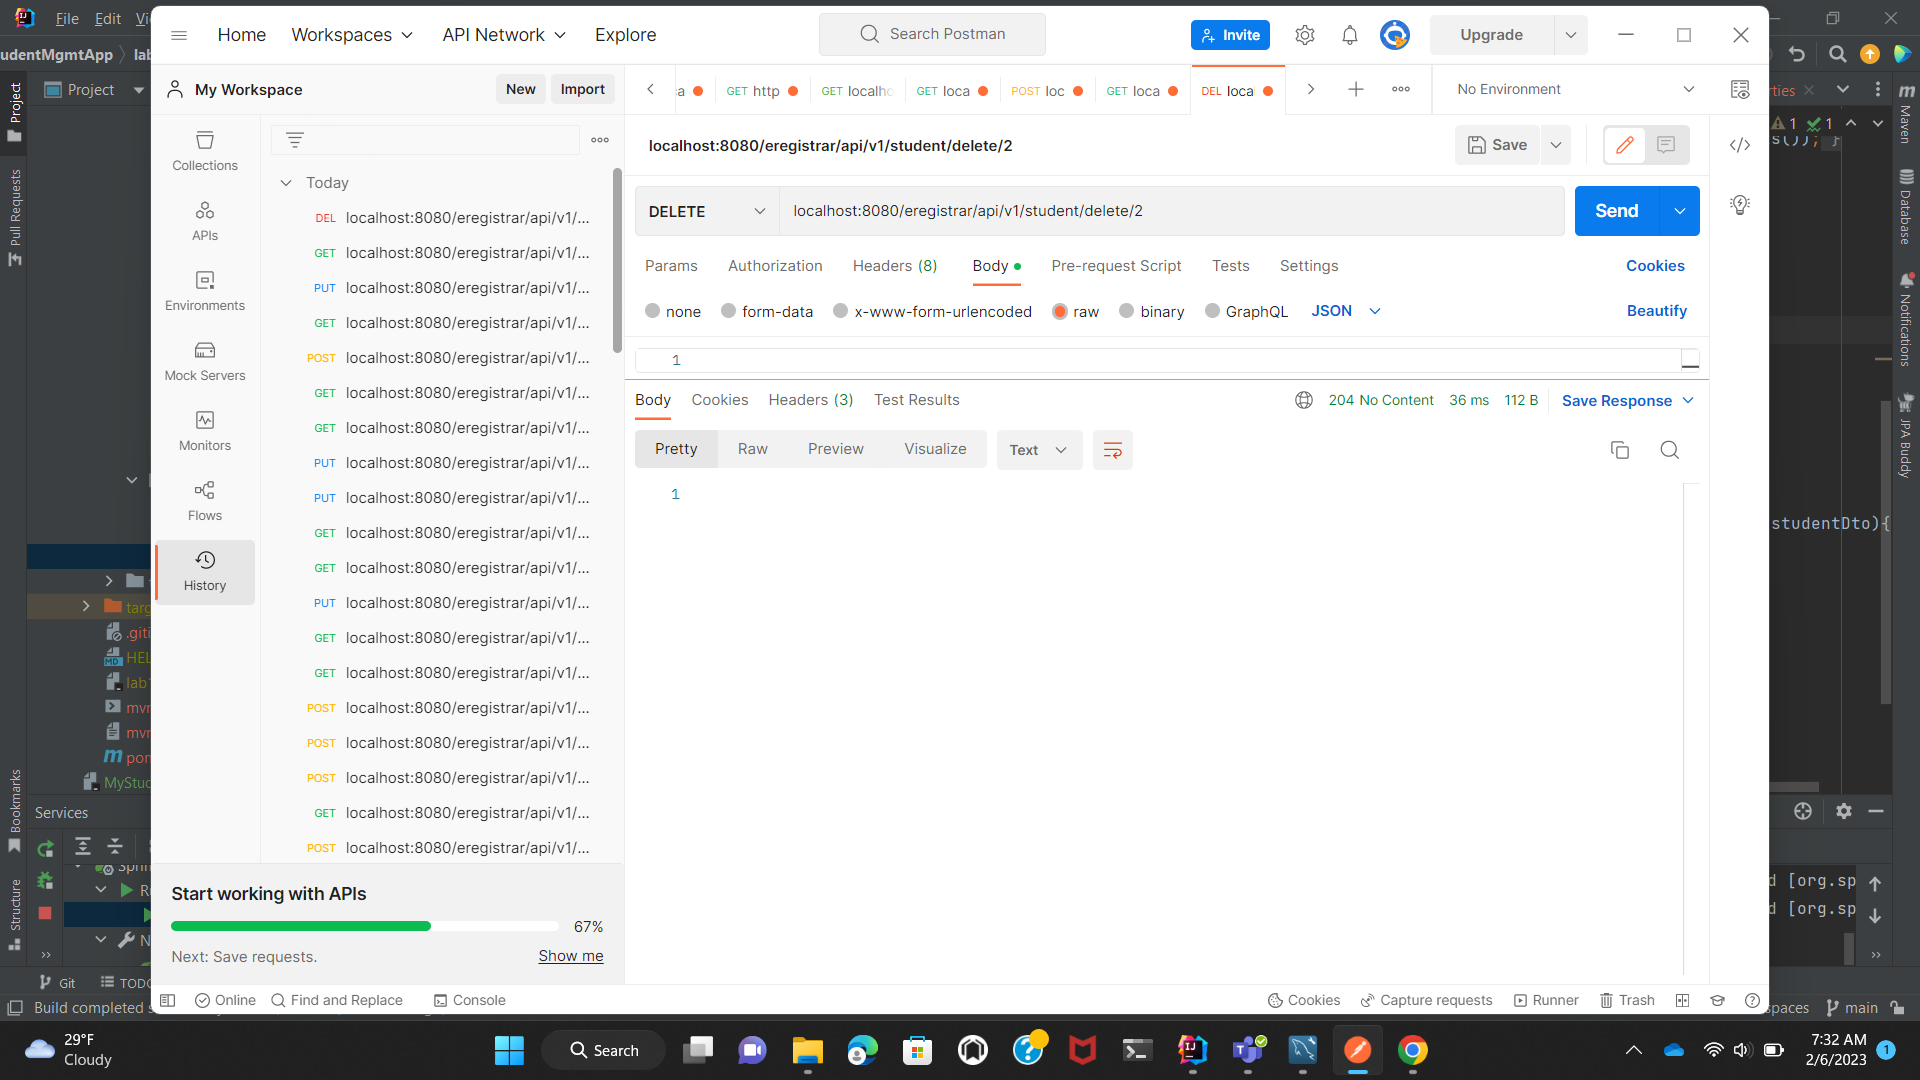 File Edit Vi
Home Workspaces API Network Explore
Search Postman
Invite
Upgrade
udentMgmtApp
My Workspace New Import
GET http GET localho GET loca POST loc GET loca DEL loca
No Environment
Project
localhost:8080/eregistrar/api/v1/student/delete/2
Save
DELETE localhost:8080/eregistrar/api/v1/student/delete/2
Send
Params Authorization Headers (8) Body Pre-request Script Tests Settings Cookies
none form-data x-www-form-urlencoded raw binary GraphQL JSON Beautify
1
Body Cookies Headers (3) Test Results 204 No Content 36 ms 112 B Save Response
Pretty Raw Preview Visualize Text
1
Collections
APIs
Environments
Mock Servers
Monitors
Flows
History
Today
DEL localhost:8080/eregistrar/api/v1/...
GET localhost:8080/eregistrar/api/v1/...
PUT localhost:8080/eregistrar/api/v1/...
GET localhost:8080/eregistrar/api/v1/...
POST localhost:8080/eregistrar/api/v1/...
GET localhost:8080/eregistrar/api/v1/...
GET localhost:8080/eregistrar/api/v1/...
PUT localhost:8080/eregistrar/api/v1/...
PUT localhost:8080/eregistrar/api/v1/...
GET localhost:8080/eregistrar/api/v1/...
GET localhost:8080/eregistrar/api/v1/...
PUT localhost:8080/eregistrar/api/v1/...
GET localhost:8080/eregistrar/api/v1/...
GET localhost:8080/eregistrar/api/v1/...
POST localhost:8080/eregistrar/api/v1/...
POST localhost:8080/eregistrar/api/v1/...
POST localhost:8080/eregistrar/api/v1/...
GET localhost:8080/eregistrar/api/v1/...
POST localhost:8080/eregistrar/api/v1/...
Start working with APIs
67%
Next: Save requests. Show me
Online Find and Replace Console
Cookies Capture requests Runner Trash
Project
Pull Requests
Bookmarks
Structure
targ
.giti
HEL
lab
mvn
mvn
pon
MyStud
Services
Git TODO
Build completed s
rties
1 1
s()); }
studentDto){
d [org.sp
d [org.sp
spaces main
Maven
Database
Notifications
JPA Buddy
29°F
Cloudy
Search
7:32 AM
2/6/2023
1